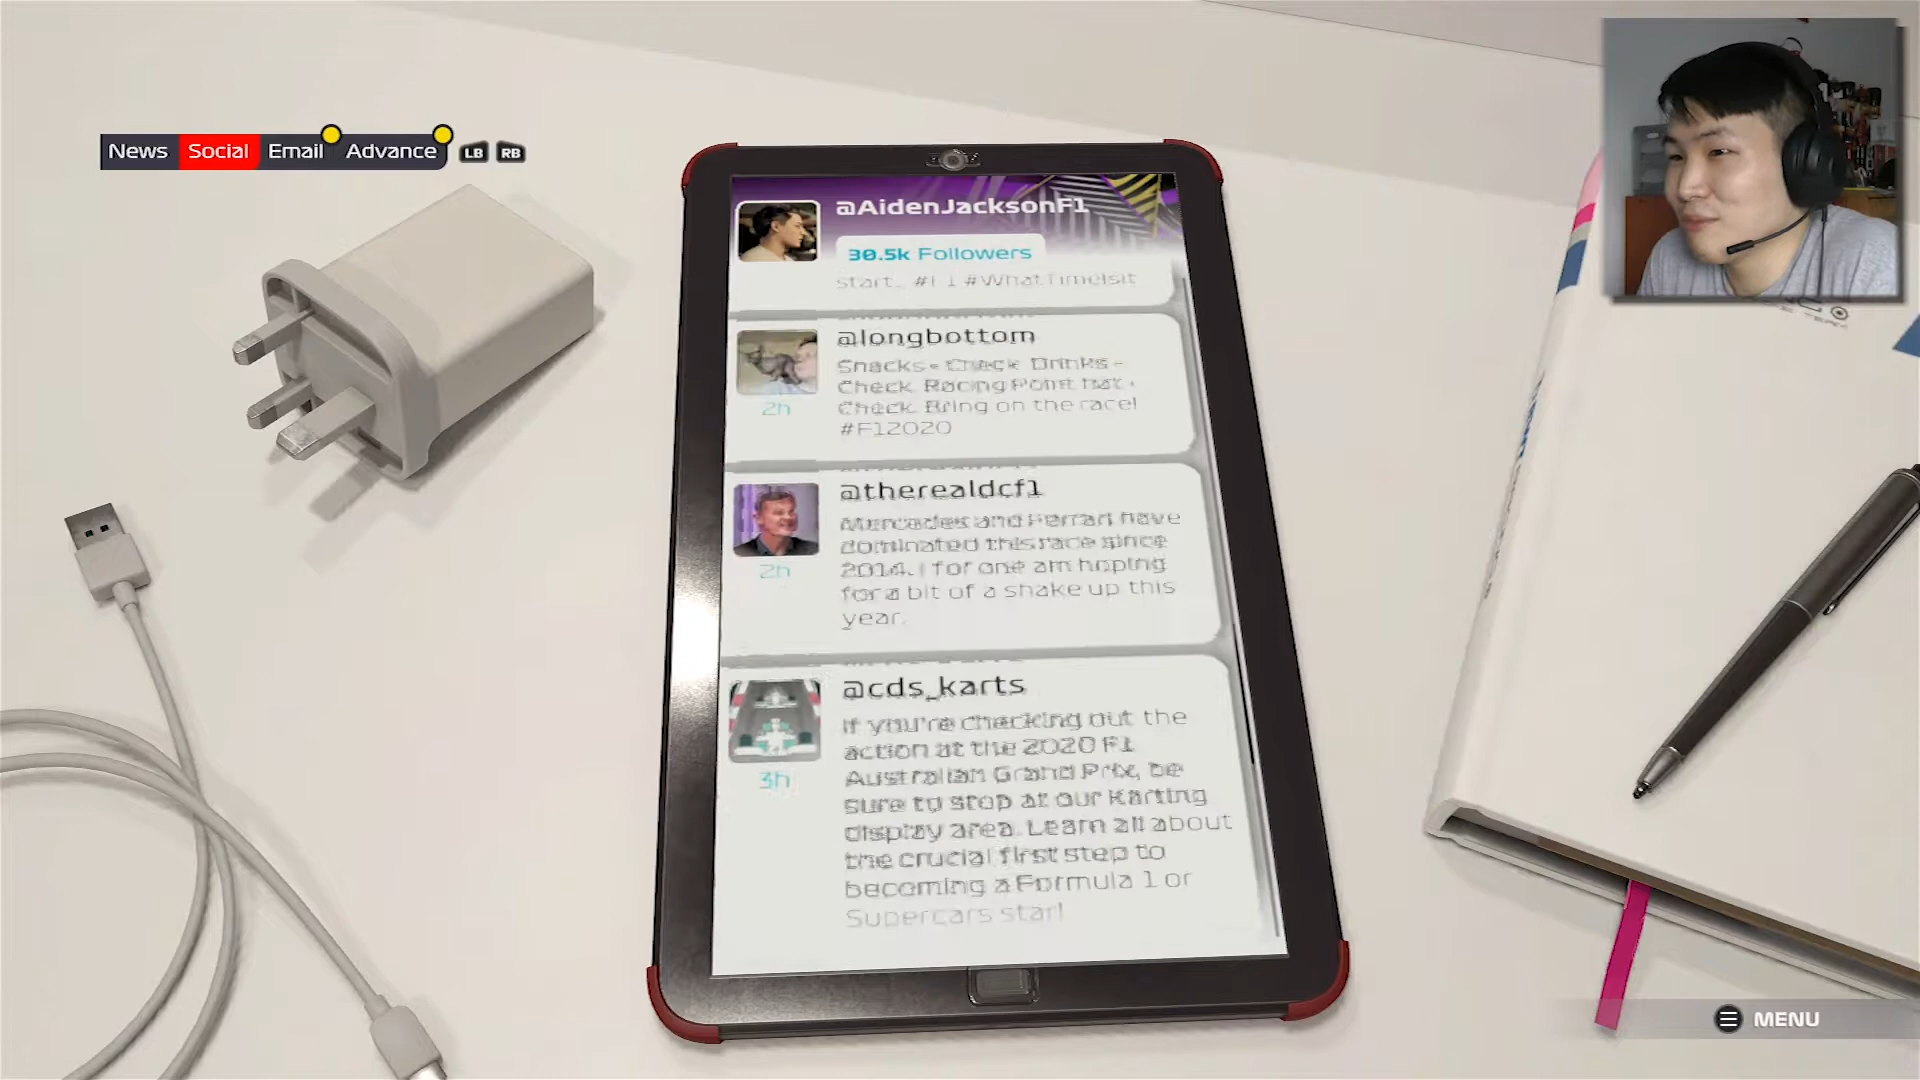 News Social Email Advance LB RB
@AidenJacksonF1
30.5k Followers
start... #F1 #WhatTimeIsIt
@longbottom
Snacks - Check Drinks -
Check. Racing Point hat -
Check. Bring on the race!
#F12020
2h
@therealdcf1
Mercedes and Ferrari have
dominated this race since
2014. I for one am hoping
for a bit of a shake up this
year.
2h
@cds_karts
If you're checking out the
action at the 2020 F1
Australian Grand Prix, be
sure to stop at our Karting
display area. Learn all about
the crucial first step to
becoming a Formula 1 or
Supercars star!
3h
MENU